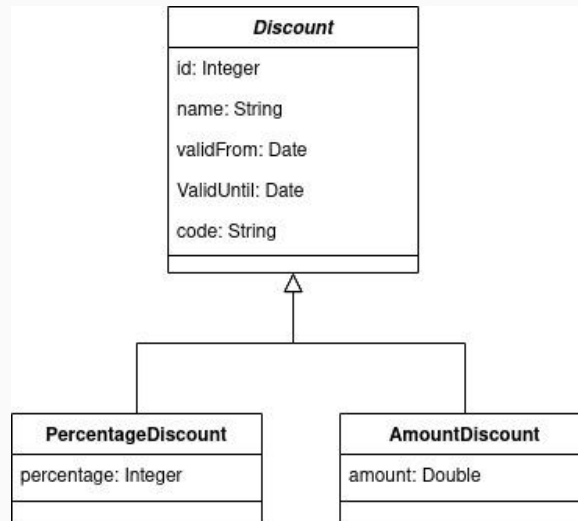 Discount
id: Integer
name: String
validFrom: Date
ValidUntil: Date
code: String
PercentageDiscount
percentage: Integer
AmountDiscount
amount: Double